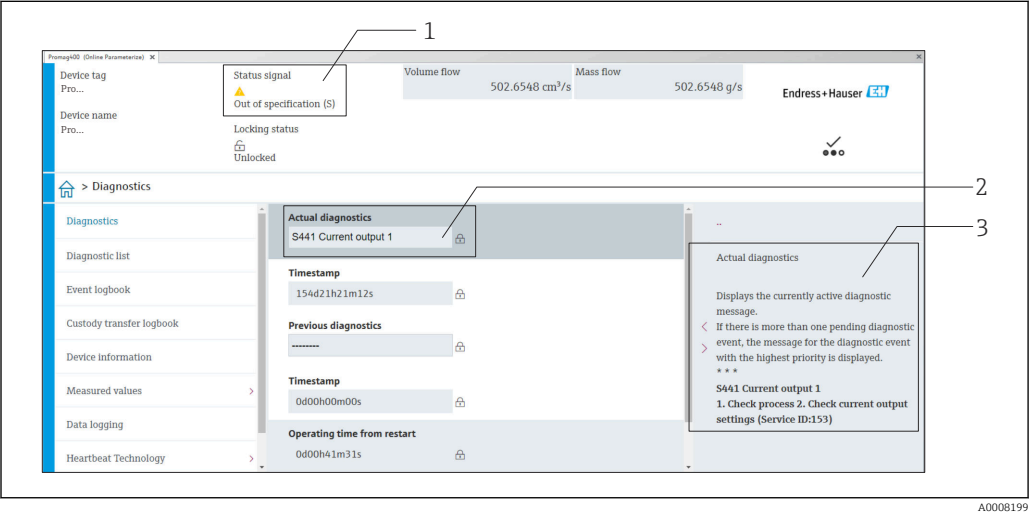 1
Promag400 (Online Parameterize) ×
×
Device tag
Pro...
Device name
Pro...
Status signal
Out of specification (S)
Locking status
Unlocked
Volume flow
502.6548 cm³/s
Mass flow
502.6548 g/s
Endress+Hauser EH
> Diagnostics
2
3
Diagnostics
Diagnostic list
Event logbook
Custody transfer logbook
Device information
Measured values >
Data logging
Heartbeat Technology >
Actual diagnostics
S441 Current output 1
Timestamp
154d21h21m12s
Previous diagnostics
--------
Timestamp
0d00h00m00s
Operating time from restart
0d00h41m31s
..
Actual diagnostics
Displays the currently active diagnostic
message.
If there is more than one pending diagnostic
event, the message for the diagnostic event
with the highest priority is displayed.
* * *
S441 Current output 1
1. Check process 2. Check current output
settings (Service ID:153)
A0008199